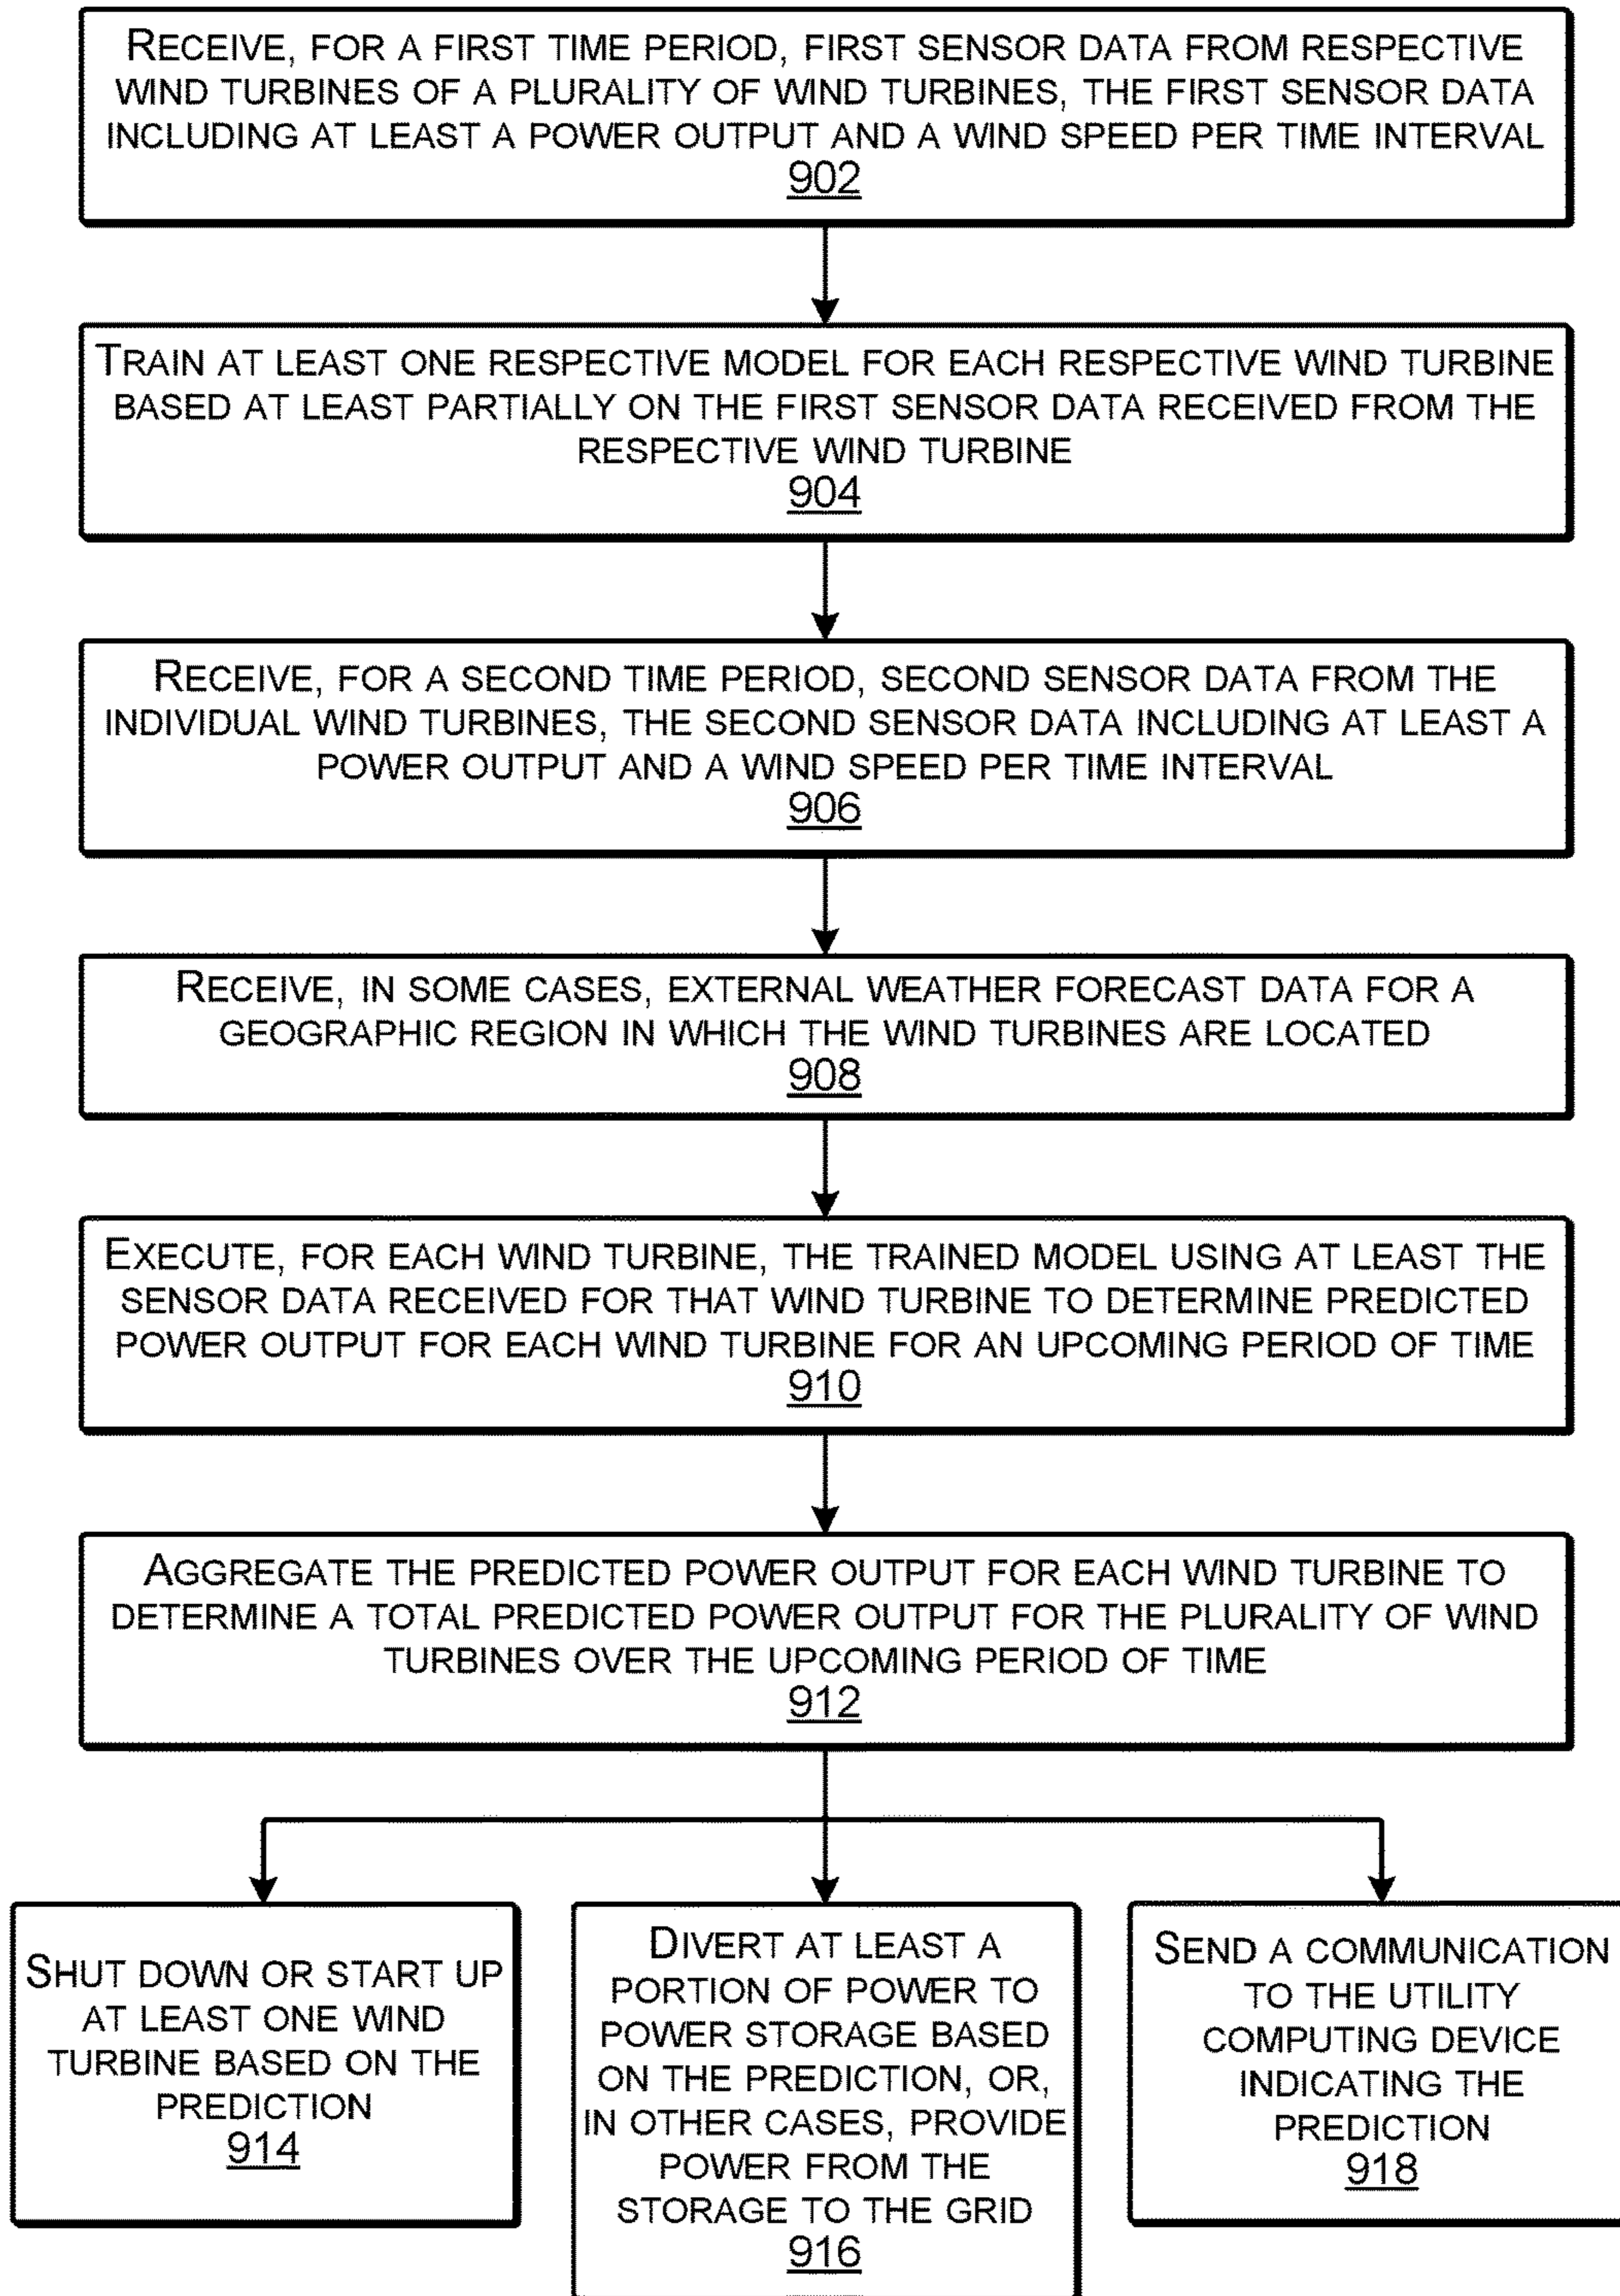 RECEIVE, FOR A FIRST TIME PERIOD, FIRST SENSOR DATA FROM RESPECTIVE
WIND TURBINES OF A PLURALITY OF WIND TURBINES, THE FIRST SENSOR DATA
INCLUDING AT LEAST A POWER OUTPUT AND A WIND SPEED PER TIME INTERVAL
902
TRAIN AT LEAST ONE RESPECTIVE MODEL FOR EACH RESPECTIVE WIND TURBINE
BASED AT LEAST PARTIALLY ON THE FIRST SENSOR DATA RECEIVED FROM THE
RESPECTIVE WIND TURBINE
904
RECEIVE, FOR A SECOND TIME PERIOD, SECOND SENSOR DATA FROM THE
INDIVIDUAL WIND TURBINES, THE SECOND SENSOR DATA INCLUDING AT LEAST A
POWER OUTPUT AND A WIND SPEED PER TIME INTERVAL
906
RECEIVE, IN SOME CASES, EXTERNAL WEATHER FORECAST DATA FOR A
GEOGRAPHIC REGION IN WHICH THE WIND TURBINES ARE LOCATED
908
EXECUTE, FOR EACH WIND TURBINE, THE TRAINED MODEL USING AT LEAST THE
SENSOR DATA RECEIVED FOR THAT WIND TURBINE TO DETERMINE PREDICTED
POWER OUTPUT FOR EACH WIND TURBINE FOR AN UPCOMING PERIOD OF TIME
910
AGGREGATE THE PREDICTED POWER OUTPUT FOR EACH WIND TURBINE TO
DETERMINE A TOTAL PREDICTED POWER OUTPUT FOR THE PLURALITY OF WIND
TURBINES OVER THE UPCOMING PERIOD OF TIME
912
SHUT DOWN OR START UP
AT LEAST ONE WIND
TURBINE BASED ON THE
PREDICTION
914
DIVERT AT LEAST A
PORTION OF POWER TO
POWER STORAGE BASED
ON THE PREDICTION, OR,
IN OTHER CASES, PROVIDE
POWER FROM THE
STORAGE TO THE GRID
916
SEND A COMMUNICATION
TO THE UTILITY
COMPUTING DEVICE
INDICATING THE
PREDICTION
918